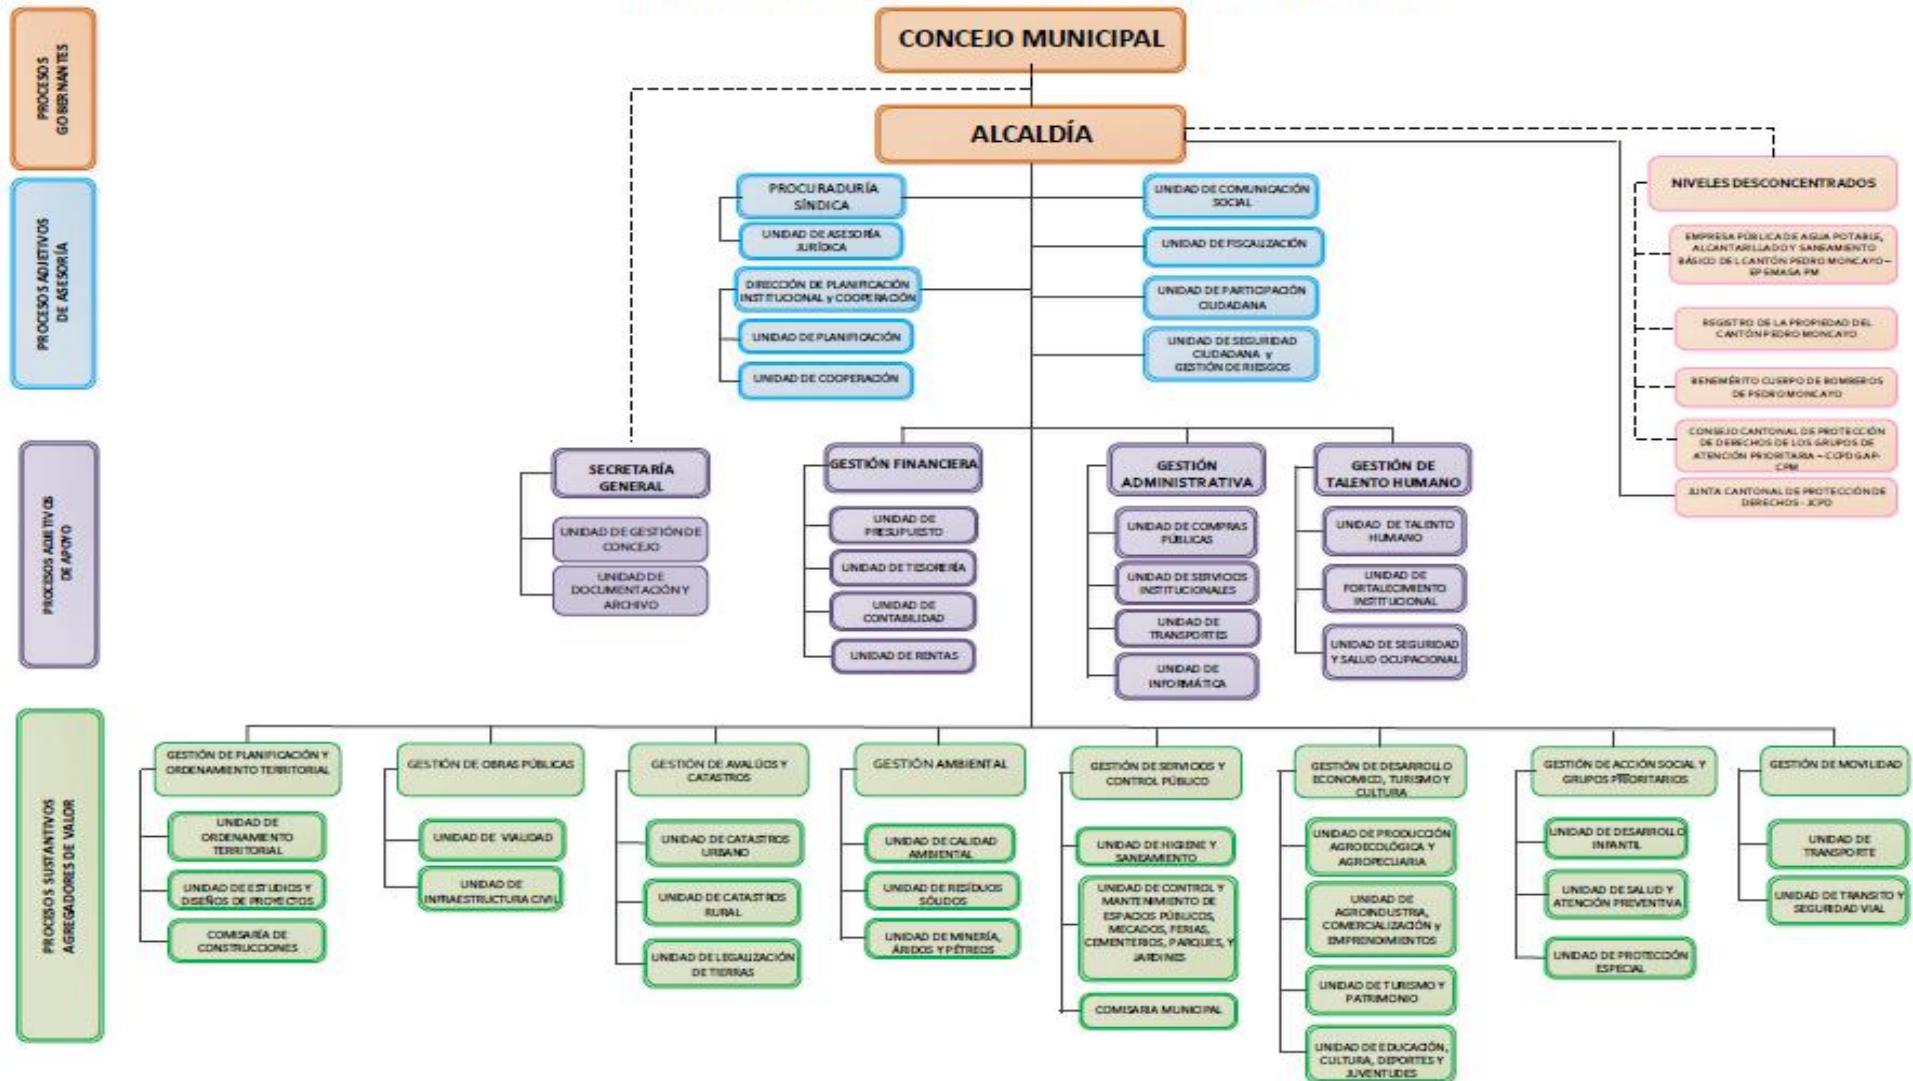 CONCEJO MUNICIPAL
ALCALDÍA
PROCESOS
GOBERNANTES
PROCESOS ADJETIVOS
DE ASESORÍA
PROCURADURÍA
SÍNDICA
UNIDAD DE ASESORÍA
JURÍDICA
DIRECCIÓN DE PLANIFICACIÓN
INSTITUCIONAL y COOPERACIÓN
UNIDAD DE PLANIFICACIÓN
UNIDAD DE COOPERACIÓN
UNIDAD DE COMUNICACIÓN
SOCIAL
UNIDAD DE FISCALIZACIÓN
UNIDAD DE PARTICIPACIÓN
CIUDADANA
UNIDAD DE SEGURIDAD
CIUDADANA y
GESTIÓN DE RIESGOS
NIVELES DESCONCENTRADOS
EMPRESA PÚBLICA DE AGUA POTABLE,
ALCANTARILLADO Y SANEAMIENTO
BÁSICO DEL CANTÓN PEDRO MONCAYO –
EP EMASA PM
REGISTRO DE LA PROPIEDAD DEL
CANTÓN PEDRO MONCAYO
BENEMÉRITO CUERPO DE BOMBEROS
DE PEDRO MONCAYO
CONSEJO CANTONAL DE PROTECCIÓN
DE DERECHOS DE LOS GRUPOS DE
ATENCIÓN PRIORITARIA – CCPD GAP-
CPM
JUNTA CANTONAL DE PROTECCIÓN DE
DERECHOS - JCPD
PROCESOS ADJETIVOS
DE APOYO
SECRETARÍA
GENERAL
UNIDAD DE GESTIÓN DE
CONCEJO
UNIDAD DE
DOCUMENTACIÓN Y
ARCHIVO
GESTIÓN FINANCIERA
UNIDAD DE
PRESUPUESTO
UNIDAD DE TESORERÍA
UNIDAD DE
CONTABILIDAD
UNIDAD DE RENTAS
GESTIÓN
ADMINISTRATIVA
UNIDAD DE COMPRAS
PÚBLICAS
UNIDAD DE SERVICIOS
INSTITUCIONALES
UNIDAD DE
TRANSPORTES
UNIDAD DE
INFORMÁTICA
GESTIÓN DE
TALENTO HUMANO
UNIDAD DE TALENTO
HUMANO
UNIDAD DE
FORTALECIMIENTO
INSTITUCIONAL
UNIDAD DE SEGURIDAD
Y SALUD OCUPACIONAL
PROCESOS SUSTANTIVOS
AGREGADORES DE VALOR
GESTIÓN DE PLANIFICACIÓN Y
ORDENAMIENTO TERRITORIAL
UNIDAD DE
ORDENAMIENTO
TERRITORIAL
UNIDAD DE ESTUDIOS Y
DISEÑOS DE PROYECTOS
COMISARÍA DE
CONSTRUCCIONES
GESTIÓN DE OBRAS PÚBLICAS
UNIDAD DE VIALIDAD
UNIDAD DE
INFRAESTRUCTURA CIVIL
GESTIÓN DE AVALÚOS Y
CATASTROS
UNIDAD DE CATASTROS
URBANO
UNIDAD DE CATASTROS
RURAL
UNIDAD DE LEGALIZACIÓN
DE TIERRAS
GESTIÓN AMBIENTAL
UNIDAD DE CALIDAD
AMBIENTAL
UNIDAD DE RESÍDUOS
SÓLIDOS
UNIDAD DE MINERÍA,
ÁRIDOS Y PÉTREOS
GESTIÓN DE SERVICIOS Y
CONTROL PÚBLICO
UNIDAD DE HIGIENE Y
SANEAMIENTO
UNIDAD DE CONTROL Y
MANTENIMIENTO DE
ESPACIOS PÚBLICOS,
MECADOS, FERIAS,
CEMENTERIOS, PARQUES, Y
JARDINES
COMISARIA MUNICIPAL
GESTIÓN DE DESARROLLO
ECONOMICO, TURISMO Y
CULTURA
UNIDAD DE PRODUCCIÓN
AGROECOLÓGICA Y
AGROPECUARIA
UNIDAD DE
AGROINDUSTRIA,
COMERCIALIZACIÓN y
EMPRENDIMIENTOS
UNIDAD DE TURISMO Y
PATRIMONIO
UNIDAD DE EDUCACIÓN,
CULTURA, DEPORTES Y
JUVENTUDES
GESTIÓN DE ACCIÓN SOCIAL Y
GRUPOS PRIORITARIOS
UNIDAD DE DESARROLLO
INFANTIL
UNIDAD DE SALUD Y
ATENCIÓN PREVENTIVA
UNIDAD DE PROTECCIÓN
ESPECIAL
GESTIÓN DE MOVILIDAD
UNIDAD DE
TRANSPORTE
UNIDAD DE TRANSITO Y
SEGURIDAD VIAL